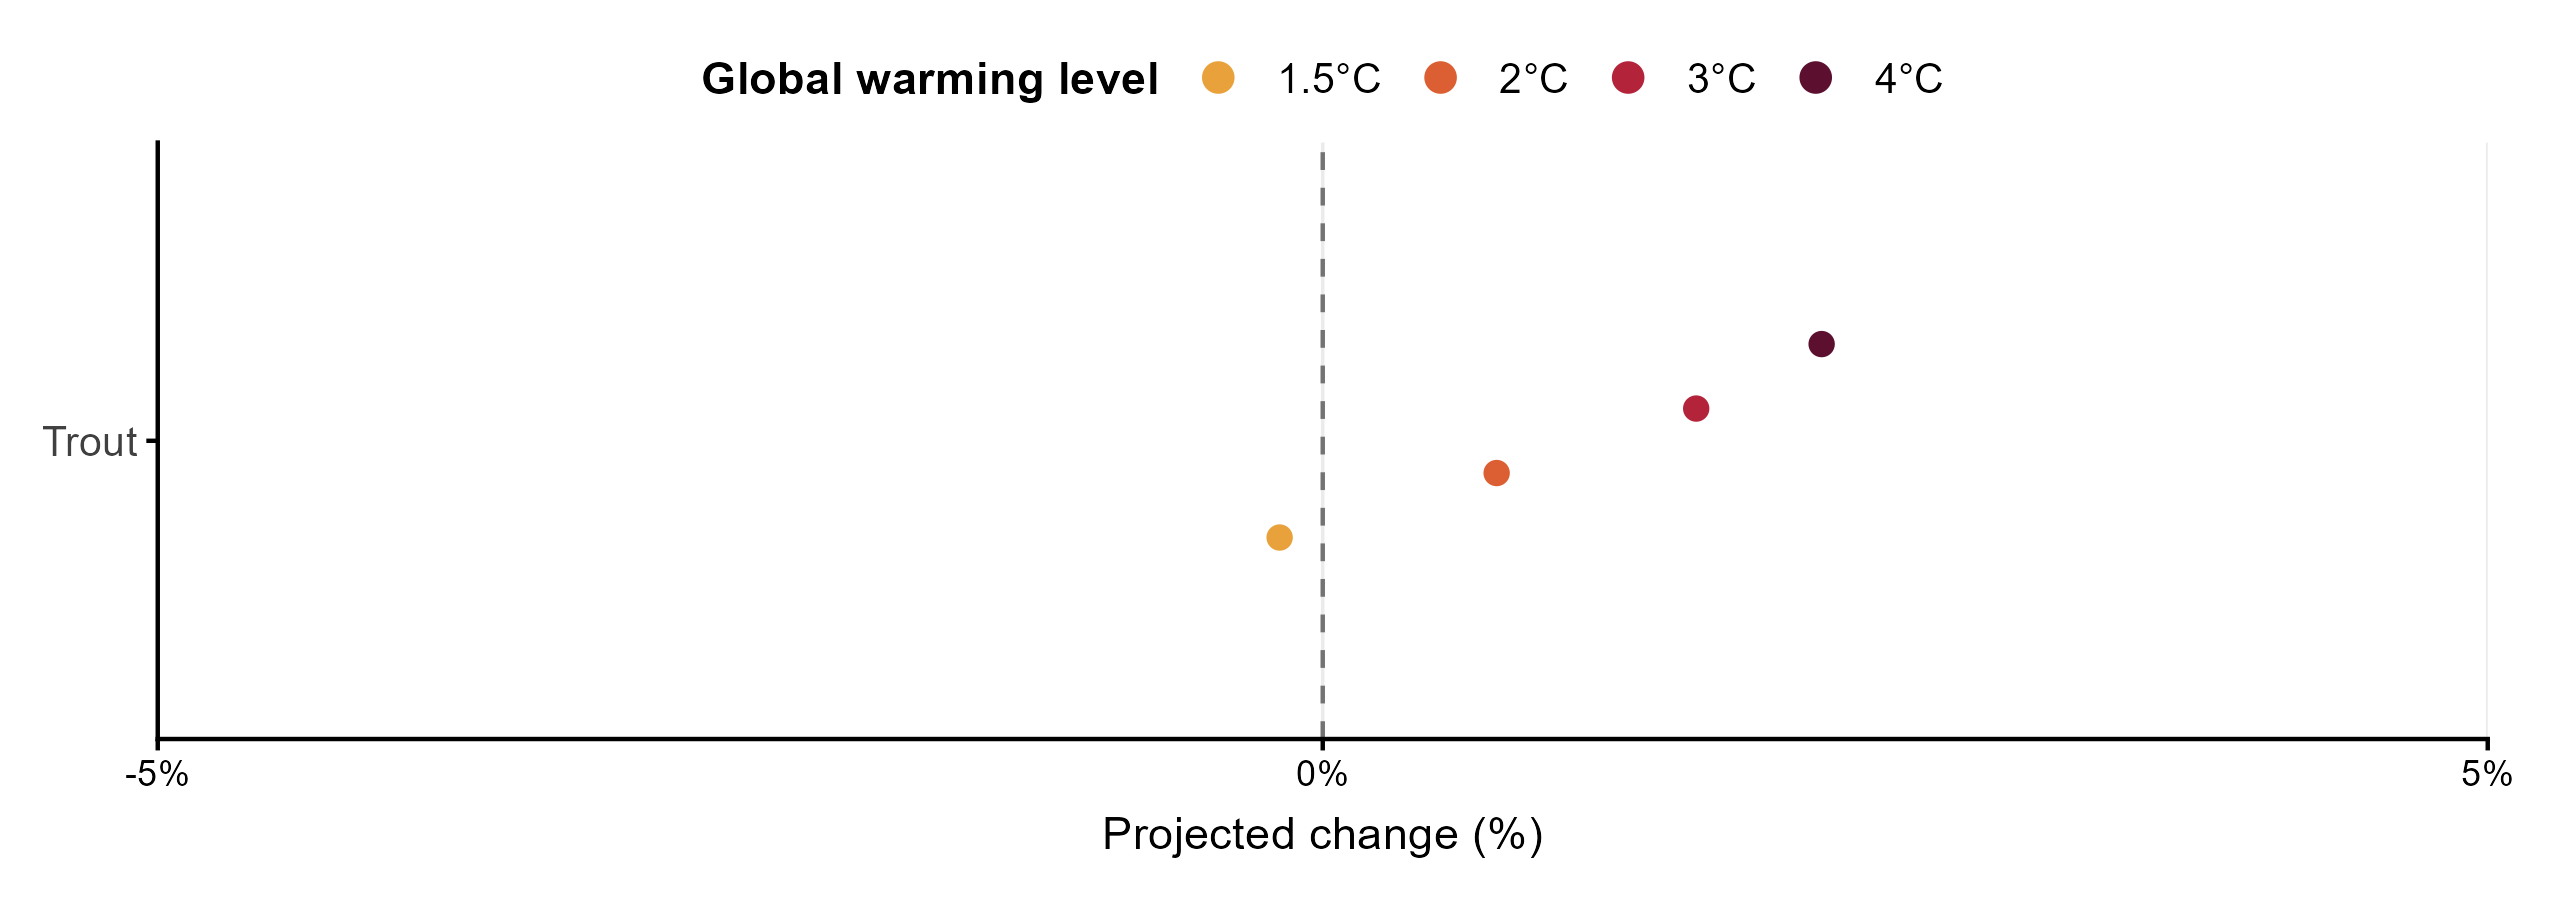 Global warming level 1.5°C 2°C 3°C 4°C
Trout
-5% 0% 5%
Projected change (%)